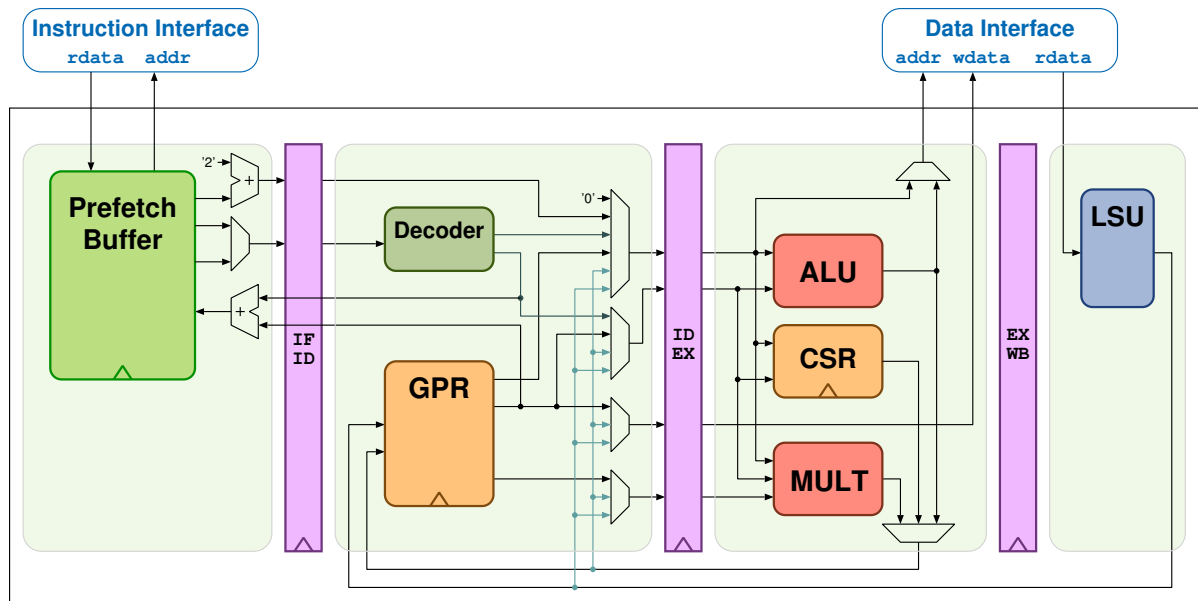 Instruction Interface
rdata addr
Data Interface
addr wdata rdata
'2'
+
Prefetch
Buffer
+
IF
ID
Decoder
GPR
'0'
ID
EX
ALU
CSR
MULT
EX
WB
LSU